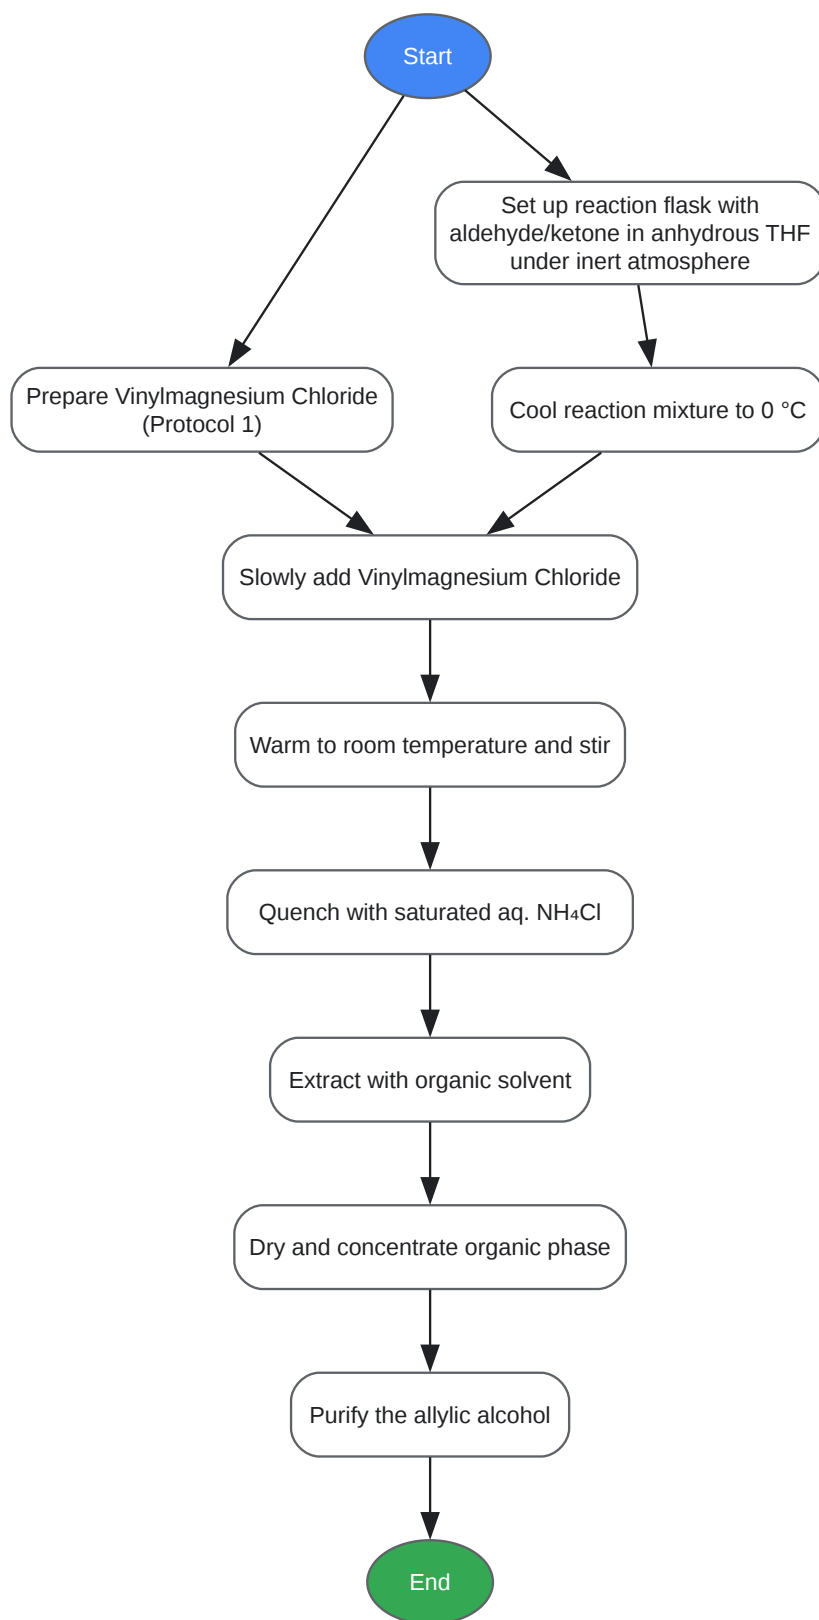 Start
Set up reaction flask with
aldehyde/ketone in anhydrous THF
under inert atmosphere
Prepare Vinylmagnesium Chloride
(Protocol 1)
Cool reaction mixture to 0 °C
Slowly add Vinylmagnesium Chloride
Warm to room temperature and stir
Quench with saturated aq. NH₄Cl
Extract with organic solvent
Dry and concentrate organic phase
Purify the allylic alcohol
End